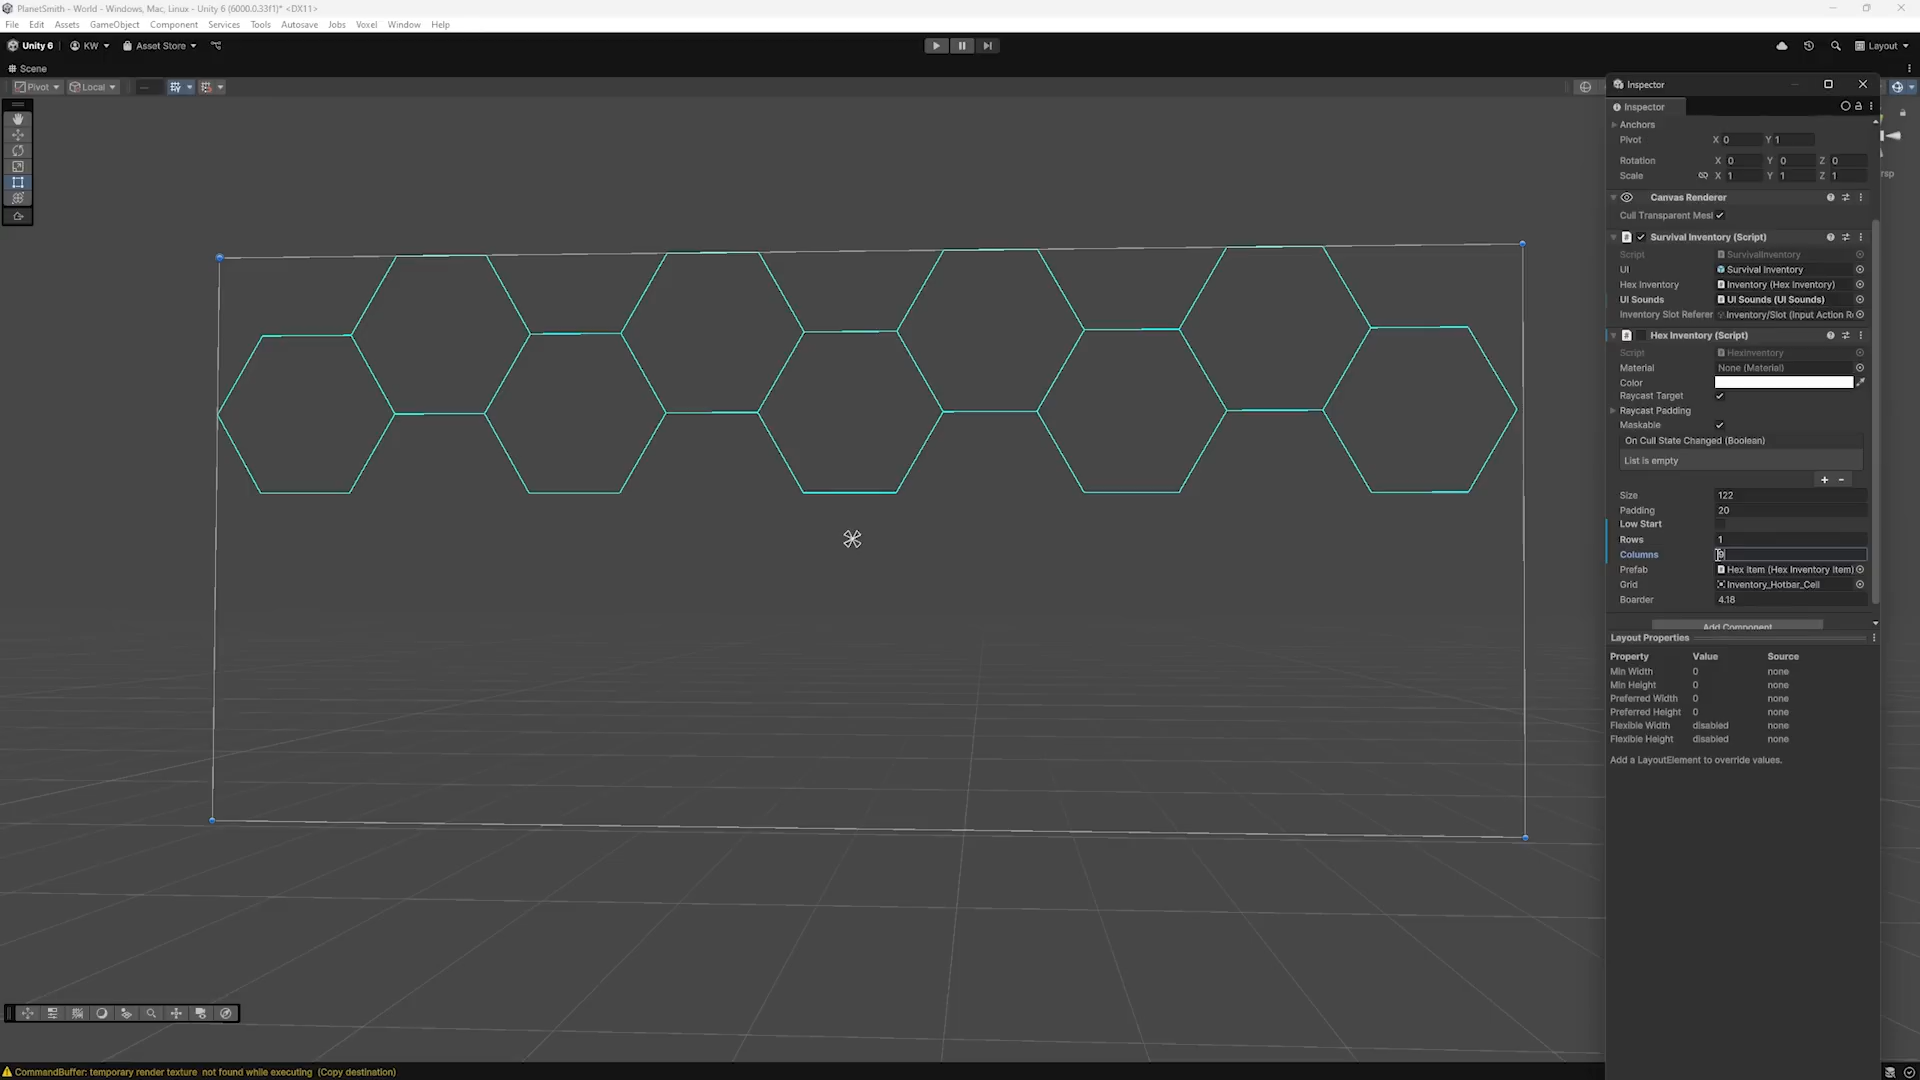 PlanetSmith - World - Windows, Mac, Linux - Unity 6 (6000.0.33f1)* <DX11>
File Edit Assets GameObject Component Services Tools Autosave Jobs Voxel Window Help
Unity 6 KW Asset Store Layout
Scene
Pivot Local
Inspector
Inspector
Anchors
Pivot X 0 Y 1
Rotation X 0 Y 0 Z 0
Scale X 1 Y 1 Z 1
Canvas Renderer
Cull Transparent Mesl
Survival Inventory (Script)
Script SurvivalInventory
UI Survival Inventory
Hex Inventory Inventory (Hex Inventory)
UI Sounds UI Sounds (UI Sounds)
Inventory Slot Referer Inventory/Slot (Input Action R
Hex Inventory (Script)
Script HexInventory
Material None (Material)
Color
Raycast Target
Raycast Padding
Maskable
On Cull State Changed (Boolean)
List is empty
+ -
Size 122
Padding 20
Low Start
Rows 1
Columns
Prefab Hex Item (Hex Inventory Item)
Grid Inventory_Hotbar_Cell
Boarder 4.18
Add Component
Layout Properties
Property Value Source
Min Width 0 none
Min Height 0 none
Preferred Width 0 none
Preferred Height 0 none
Flexible Width disabled none
Flexible Height disabled none
Add a LayoutElement to override values.
CommandBuffer: temporary render texture not found while executing (Copy destination)